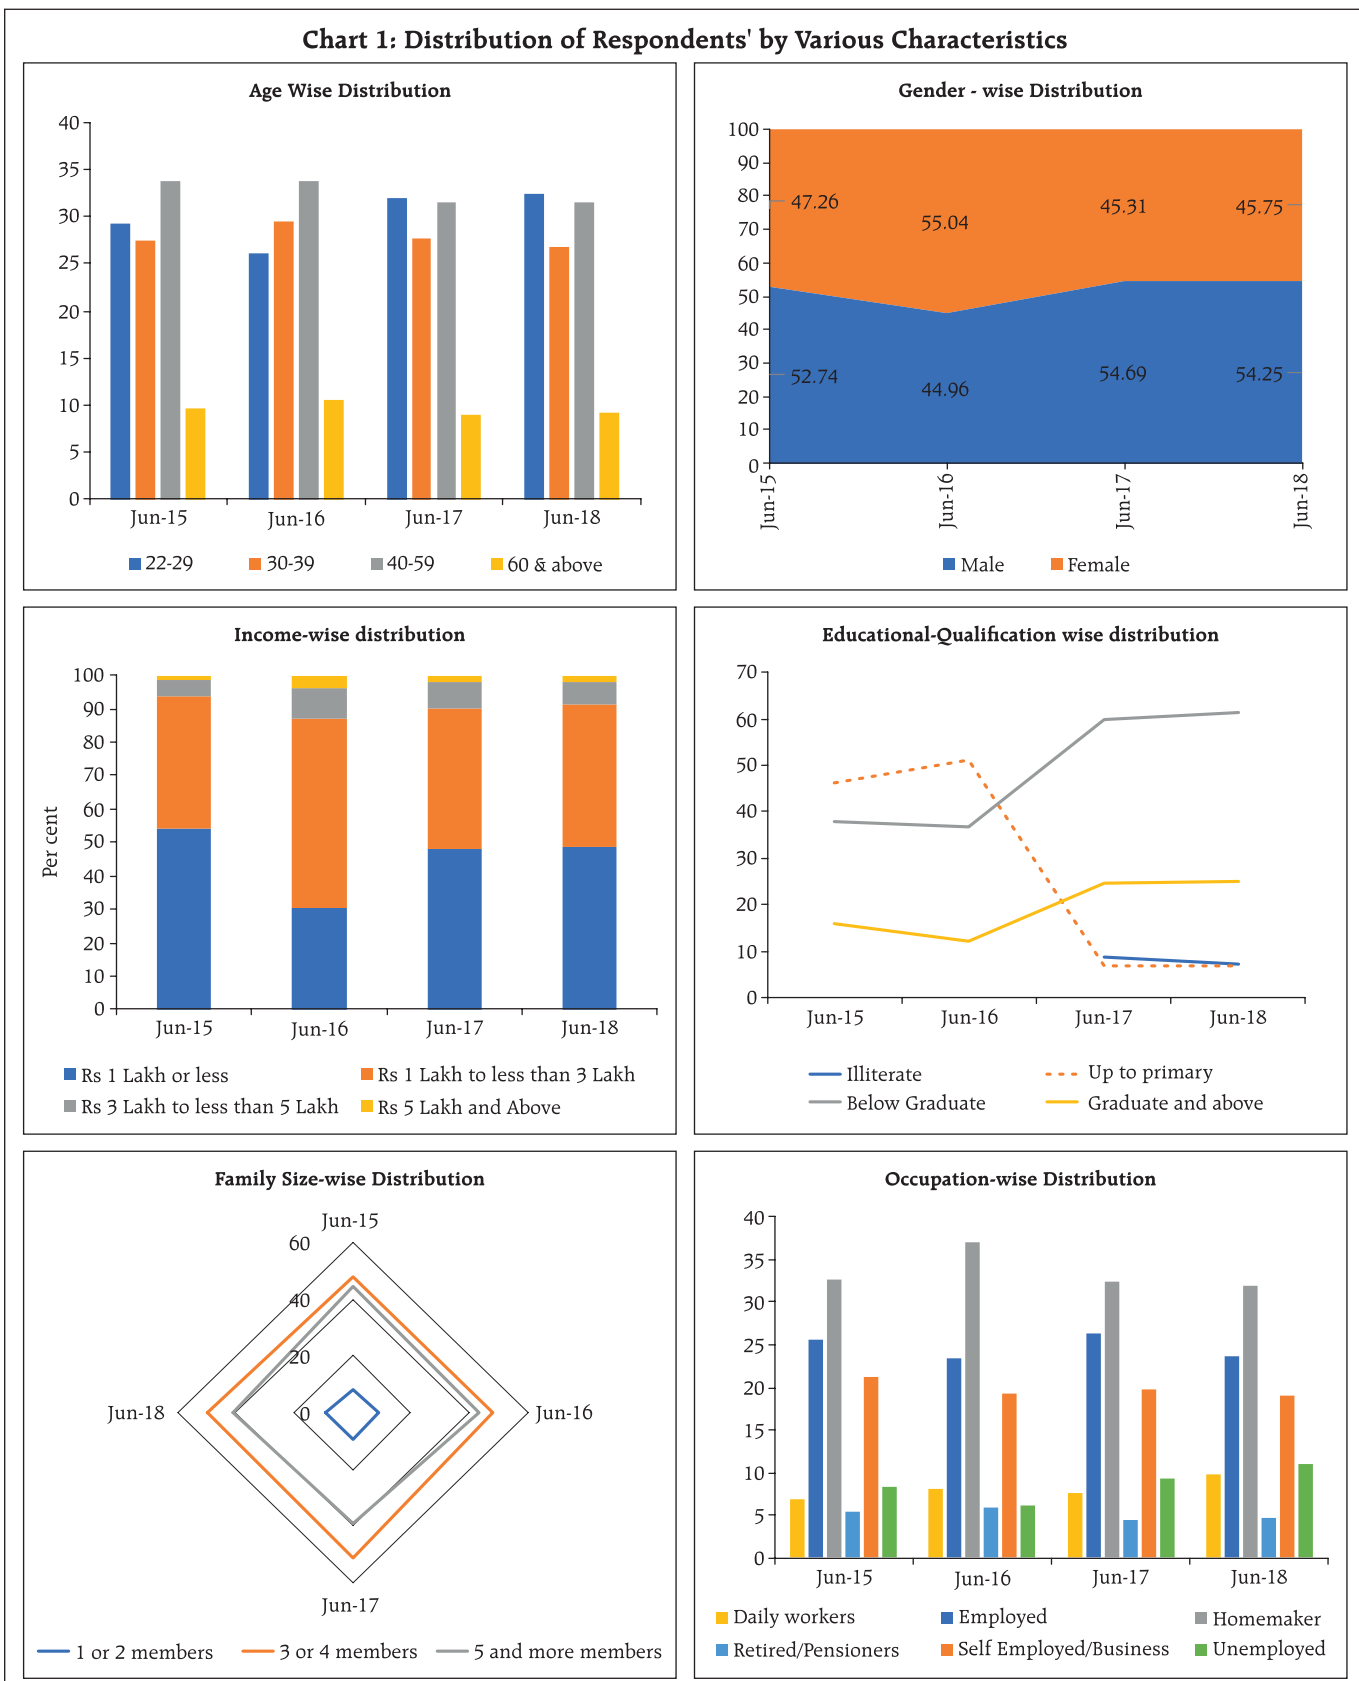 Chart 1: Distribution of Respondents' by Various Characteristics
Age Wise Distribution
40
35
30
25
20
15
10
5
0
Jun-15 Jun-16 Jun-17 Jun-18
22-29 30-39 40-59 60 & above
Gender - wise Distribution
100
90
80
70
60
50
40
30
20
10
0
47.26 55.04 45.31 45.75
52.74 44.96 54.69 54.25
Jun-15 Jun-16 Jun-17 Jun-18
Male Female
Income-wise distribution
Per cent
100
90
80
70
60
50
40
30
20
10
0
Jun-15 Jun-16 Jun-17 Jun-18
Rs 1 Lakh or less Rs 1 Lakh to less than 3 Lakh
Rs 3 Lakh to less than 5 Lakh Rs 5 Lakh and Above
Educational-Qualification wise distribution
70
60
50
40
30
20
10
0
Jun-15 Jun-16 Jun-17 Jun-18
Illiterate Up to primary
Below Graduate Graduate and above
Family Size-wise Distribution
Jun-15
60
40
20
0
Jun-18 Jun-16
Jun-17
1 or 2 members 3 or 4 members 5 and more members
Occupation-wise Distribution
40
35
30
25
20
15
10
5
0
Jun-15 Jun-16 Jun-17 Jun-18
Daily workers Employed Homemaker
Retired/Pensioners Self Employed/Business Unemployed